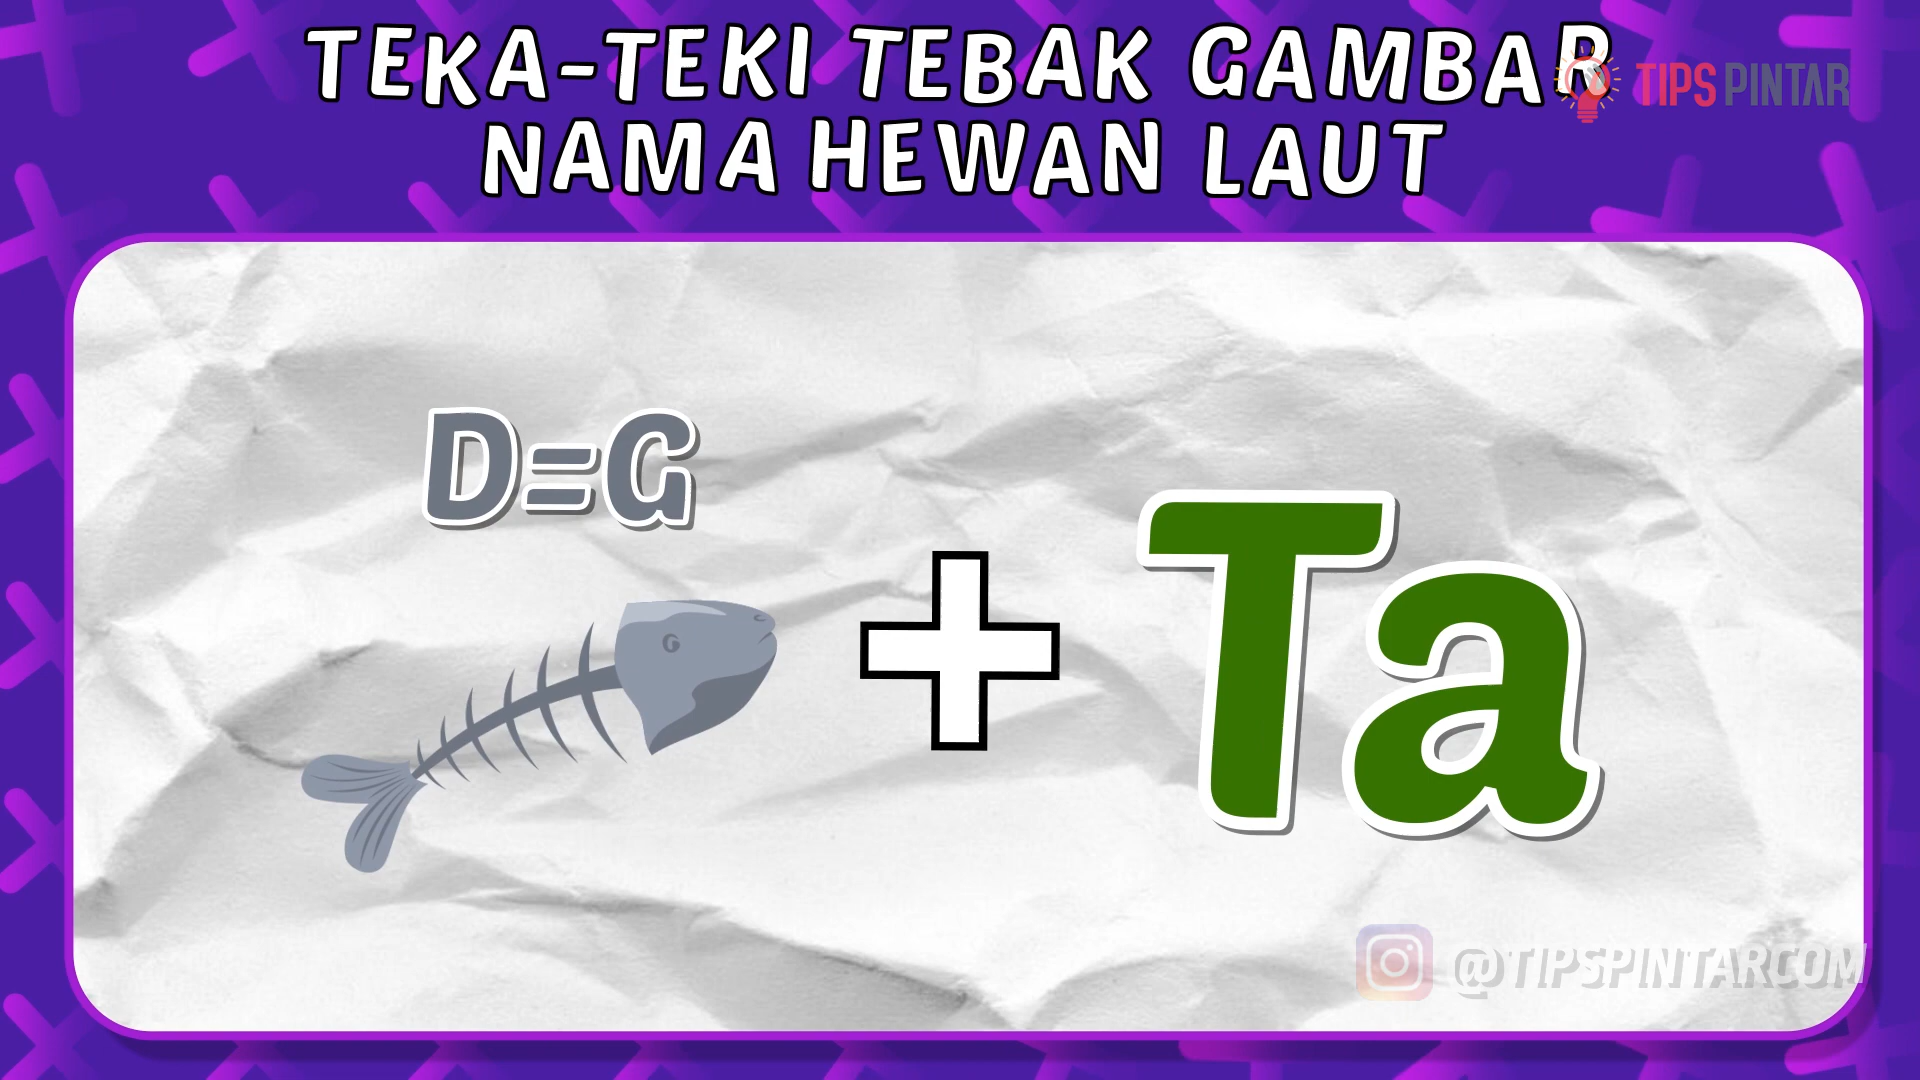 TEKA-TEKI TEBAK GAMBAR
NAMA HEWAN LAUT
TIPS PINTAR
D=G
Ta
@TIPSPINTARCOM